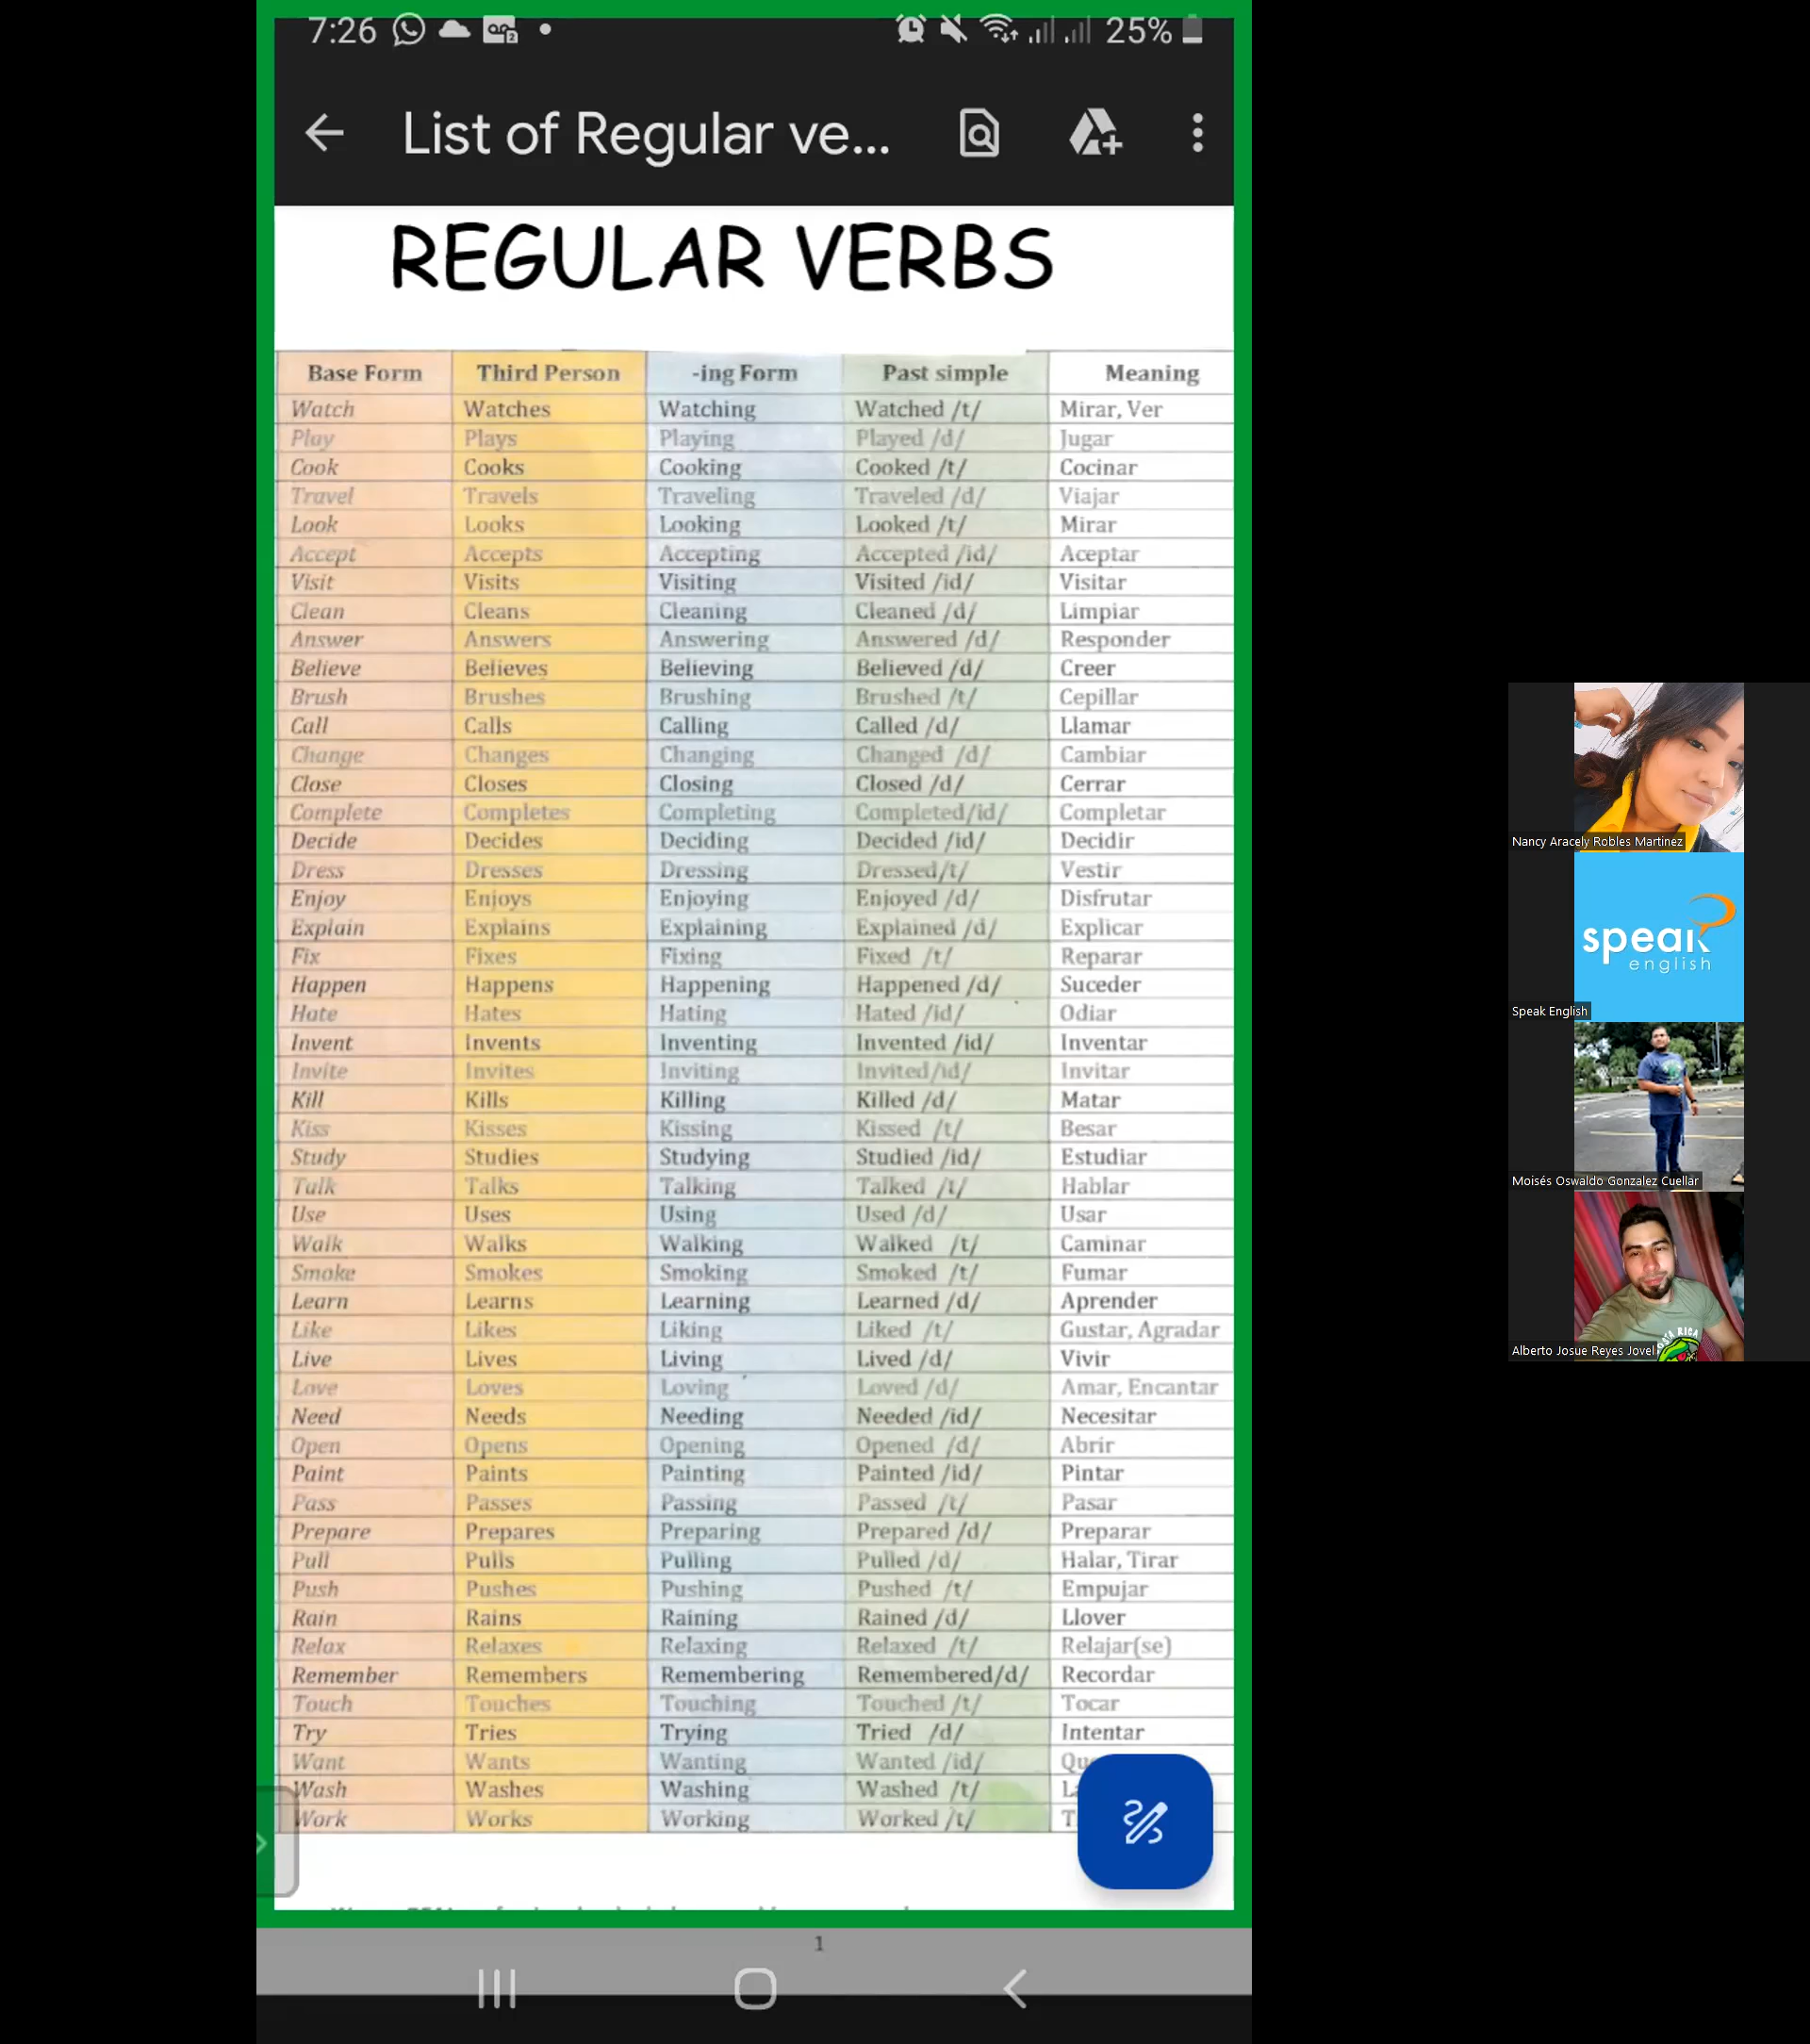 7:26 25%
List of Regular ve...
REGULAR VERBS
Base Form Third Person -ing Form Past simple Meaning
Watch Watches Watching Watched /t/ Mirar, Ver
Play Plays Playing Played /d/ Jugar
Cook Cooks Cooking Cooked /t/ Cocinar
Travel Travels Traveling Traveled /d/ Viajar
Look Looks Looking Looked /t/ Mirar
Accept Accepts Accepting Accepted /id/ Aceptar
Visit Visits Visiting Visited /id/ Visitar
Clean Cleans Cleaning Cleaned /d/ Limpiar
Answer Answers Answering Answered /d/ Responder
Believe Believes Believing Believed /d/ Creer
Brush Brushes Brushing Brushed /t/ Cepillar
Call Calls Calling Called /d/ Llamar
Change Changes Changing Changed /d/ Cambiar
Close Closes Closing Closed /d/ Cerrar
Complete Completes Completing Completed/id/ Completar
Decide Decides Deciding Decided /id/ Decidir
Dress Dresses Dressing Dressed/t/ Vestir
Enjoy Enjoys Enjoying Enjoyed /d/ Disfrutar
Explain Explains Explaining Explained /d/ Explicar
Fix Fixes Fixing Fixed /t/ Reparar
Happen Happens Happening Happened /d/ Suceder
Hate Hates Hating Hated /id/ Odiar
Invent Invents Inventing Invented /id/ Inventar
Invite Invites Inviting Invited/id/ Invitar
Kill Kills Killing Killed /d/ Matar
Kiss Kisses Kissing Kissed /t/ Besar
Study Studies Studying Studied /id/ Estudiar
Talk Talks Talking Talked /t/ Hablar
Use Uses Using Used /d/ Usar
Walk Walks Walking Walked /t/ Caminar
Smoke Smokes Smoking Smoked /t/ Fumar
Learn Learns Learning Learned /d/ Aprender
Like Likes Liking Liked /t/ Gustar, Agradar
Live Lives Living Lived /d/ Vivir
Love Loves Loving Loved /d/ Amar, Encantar
Need Needs Needing Needed /id/ Necesitar
Open Opens Opening Opened /d/ Abrir
Paint Paints Painting Painted /id/ Pintar
Pass Passes Passing Passed /t/ Pasar
Prepare Prepares Preparing Prepared /d/ Preparar
Pull Pulls Pulling Pulled /d/ Halar, Tirar
Push Pushes Pushing Pushed /t/ Empujar
Rain Rains Raining Rained /d/ Llover
Relax Relaxes Relaxing Relaxed /t/ Relajar(se)
Remember Remembers Remembering Remembered/d/ Recordar
Touch Touches Touching Touched /t/ Tocar
Try Tries Trying Tried /d/ Intentar
Want Wants Wanting Wanted /id/
Wash Washes Washing Washed /t/
Work Works Working Worked /t/
1
Nancy Aracely Robles Martinez
speak
english
Speak English
Moisés Oswaldo Gonzalez Cuellar
Alberto Josue Reyes Jovel